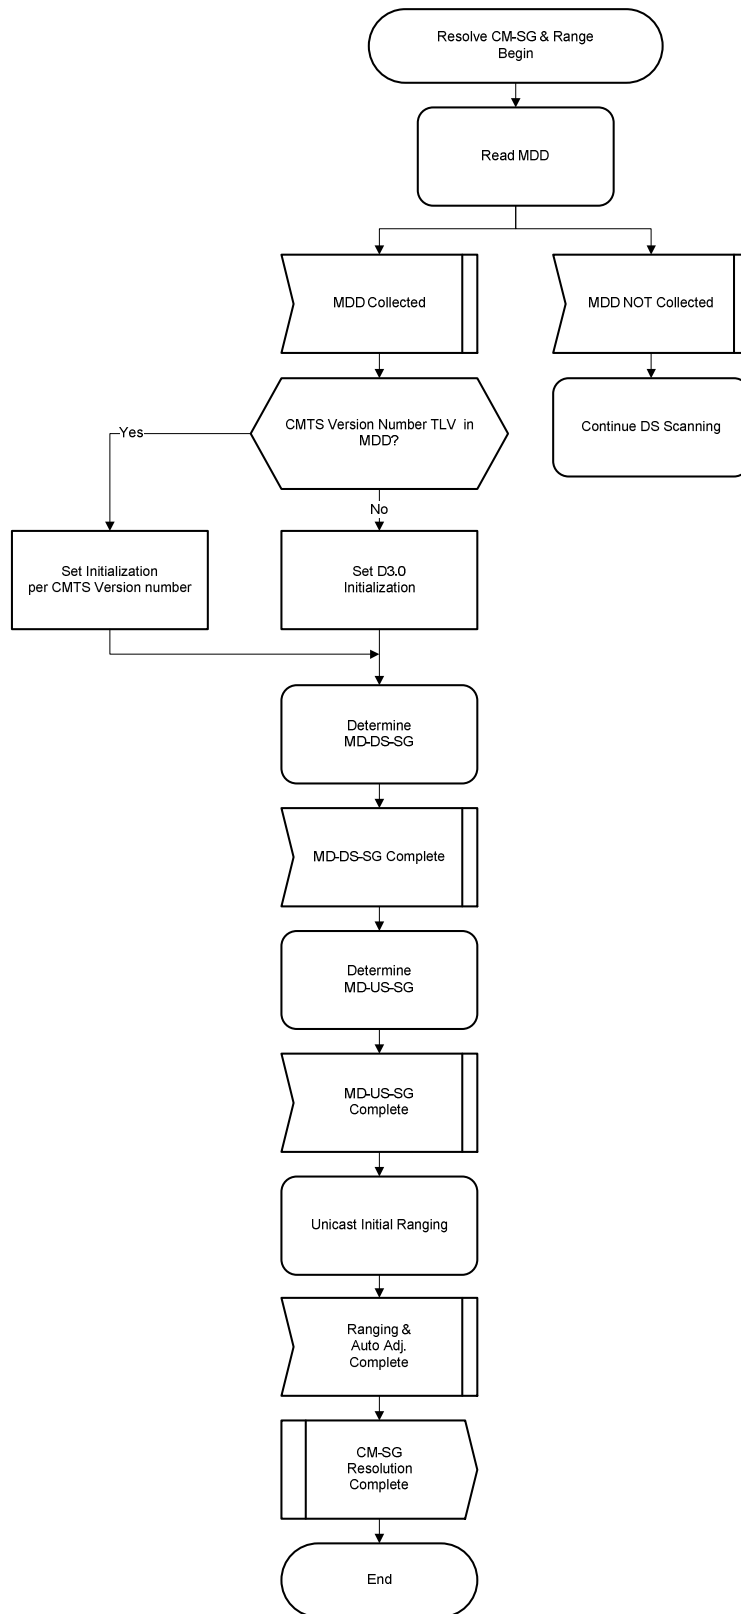 Resolve CM-SG & Range
Begin
Read MDD
MDD Collected
MDD NOT Collected
CMTS Version Number TLV in
MDD?
Continue DS Scanning
Yes
No
Set Initialization
per CMTS Version number
Set D3.0
Initialization
Determine
MD-DS-SG
MD-DS-SG Complete
Determine
MD-US-SG
MD-US-SG
Complete
Unicast Initial Ranging
Ranging &
Auto Adj.
Complete
CM-SG
Resolution
Complete
End